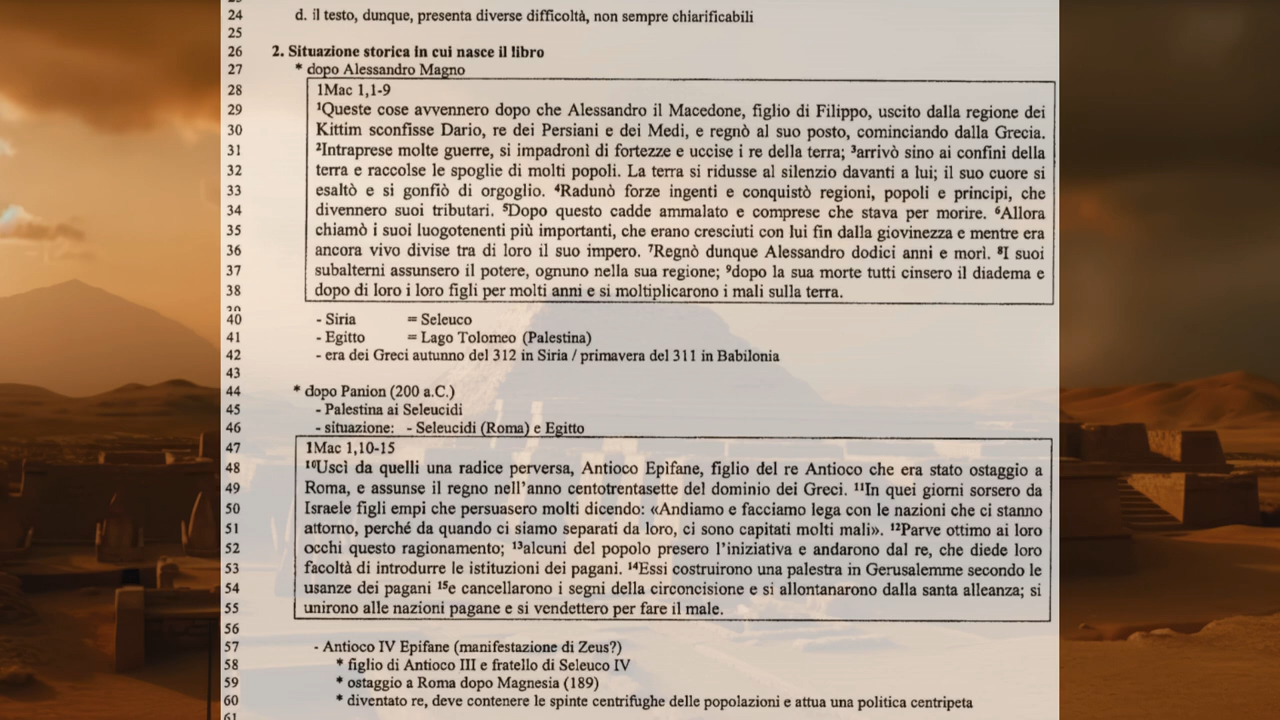 24 d. il testo, dunque, presenta diverse difficoltà, non sempre chiarificabili
25
26 2. Situazione storica in cui nasce il libro
27 * dopo Alessandro Magno
28 1Mac 1,1-9
29 ¹Queste cose avvennero dopo che Alessandro il Macedone, figlio di Filippo, uscito dalla regione dei
30 Kittim sconfisse Dario, re dei Persiani e dei Medi, e regnò al suo posto, cominciando dalla Grecia.
31 ²Intraprese molte guerre, si impadronì di fortezze e uccise i re della terra; ³arrivò sino ai confini della
32 terra e raccolse le spoglie di molti popoli. La terra si ridusse al silenzio davanti a lui; il suo cuore si
33 esaltò e si gonfiò di orgoglio. ⁴Radunò forze ingenti e conquistò regioni, popoli e principi, che
34 divennero suoi tributari. ⁵Dopo questo cadde ammalato e comprese che stava per morire. ⁶Allora
35 chiamò i suoi luogotenenti più importanti, che erano cresciuti con lui fin dalla giovinezza e mentre era
36 ancora vivo divise tra di loro il suo impero. ⁷Regnò dunque Alessandro dodici anni e morì. ⁸I suoi
37 subalterni assunsero il potere, ognuno nella sua regione; ⁹dopo la sua morte tutti cinsero il diadema e
38 dopo di loro i loro figli per molti anni e si moltiplicarono i mali sulla terra.
39
40 - Siria = Seleuco
41 - Egitto = Lago Tolomeo (Palestina)
42 - era dei Greci autunno del 312 in Siria / primavera del 311 in Babilonia
43
44 * dopo Panion (200 a.C.)
45 - Palestina ai Seleucidi
46 - situazione: - Seleucidi (Roma) e Egitto
47 1Mac 1,10-15
48 ¹⁰Uscì da quelli una radice perversa, Antioco Epìfane, figlio del re Antioco che era stato ostaggio a
49 Roma, e assunse il regno nell'anno centotrentasette del dominio dei Greci. ¹¹In quei giorni sorsero da
50 Israele figli empi che persuasero molti dicendo: «Andiamo e facciamo lega con le nazioni che ci stanno
51 attorno, perché da quando ci siamo separati da loro, ci sono capitati molti mali». ¹²Parve ottimo ai loro
52 occhi questo ragionamento; ¹³alcuni del popolo presero l'iniziativa e andarono dal re, che diede loro
53 facoltà di introdurre le istituzioni dei pagani. ¹⁴Essi costruirono una palestra in Gerusalemme secondo le
54 usanze dei pagani ¹⁵e cancellarono i segni della circoncisione e si allontanarono dalla santa alleanza; si
55 unirono alle nazioni pagane e si vendettero per fare il male.
56
57 - Antioco IV Epifane (manifestazione di Zeus?)
58 * figlio di Antioco III e fratello di Seleuco IV
59 * ostaggio a Roma dopo Magnesia (189)
60 * diventato re, deve contenere le spinte centrifughe delle popolazioni e attua una politica centripeta
61